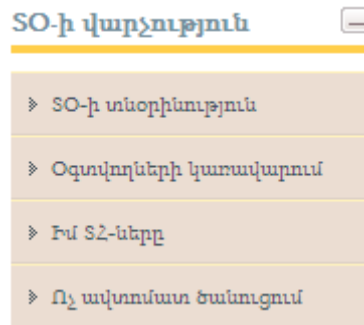 ՏՕ-ի վարչություն
ՏՕ-ի տնօրինություն
Օգտվողների կառավարում
Իմ ՏՀ-ները
Ոչ ավտոմատ ծանուցում